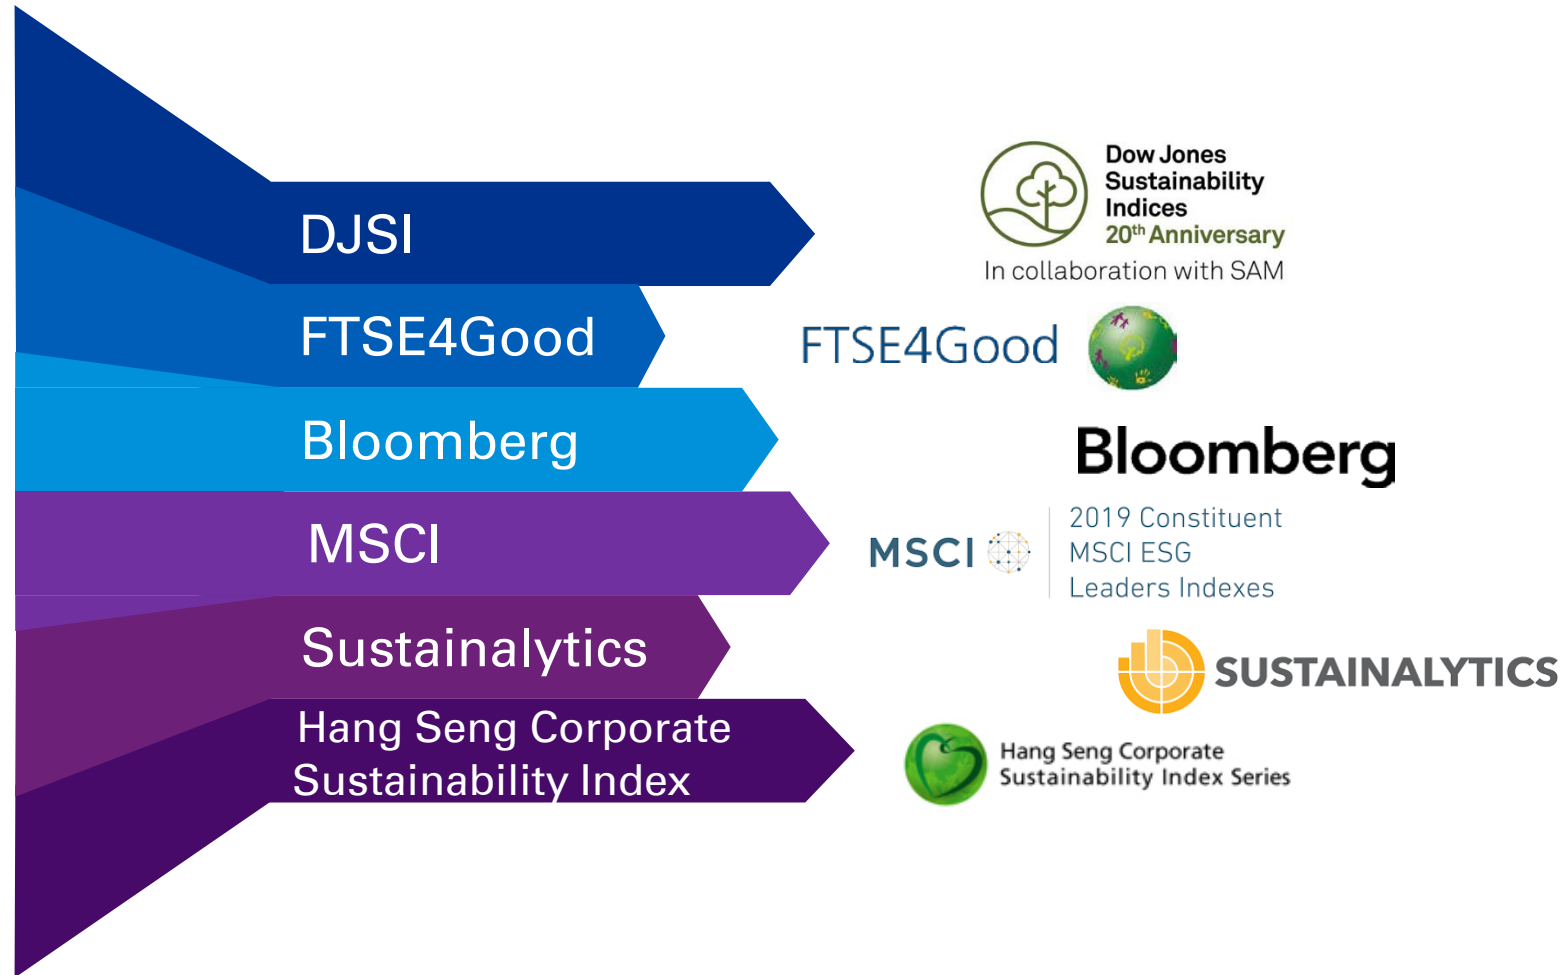 DJSI
Dow Jones
Sustainability
Indices
20th Anniversary
In collaboration with SAM
FTSE4Good
FTSE4Good
Bloomberg
Bloomberg
MSCI
MSCI
2019 Constituent
MSCI ESG
Leaders Indexes
Sustainalytics
SUSTAINALYTICS
Hang Seng Corporate
Sustainability Index
Hang Seng Corporate
Sustainability Index Series